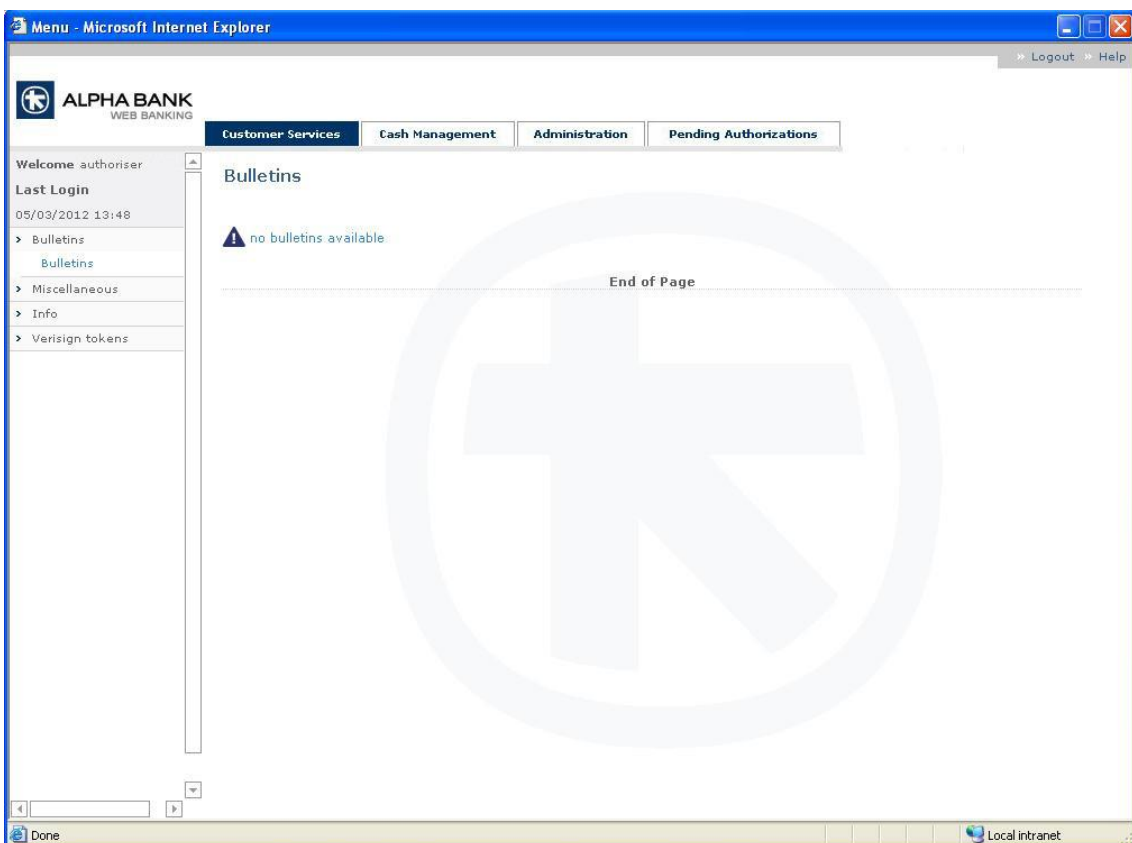 Menu - Microsoft Internet Explorer
» Logout » Help
ALPHA BANK
WEB BANKING
Customer Services
Cash Management
Administration
Pending Authorizations
Welcome authoriser
Last Login
05/03/2012 13:48
Bulletins
Bulletins
Miscellaneous
Info
Verisign tokens
Bulletins
no bulletins available
End of Page
Done
Local intranet